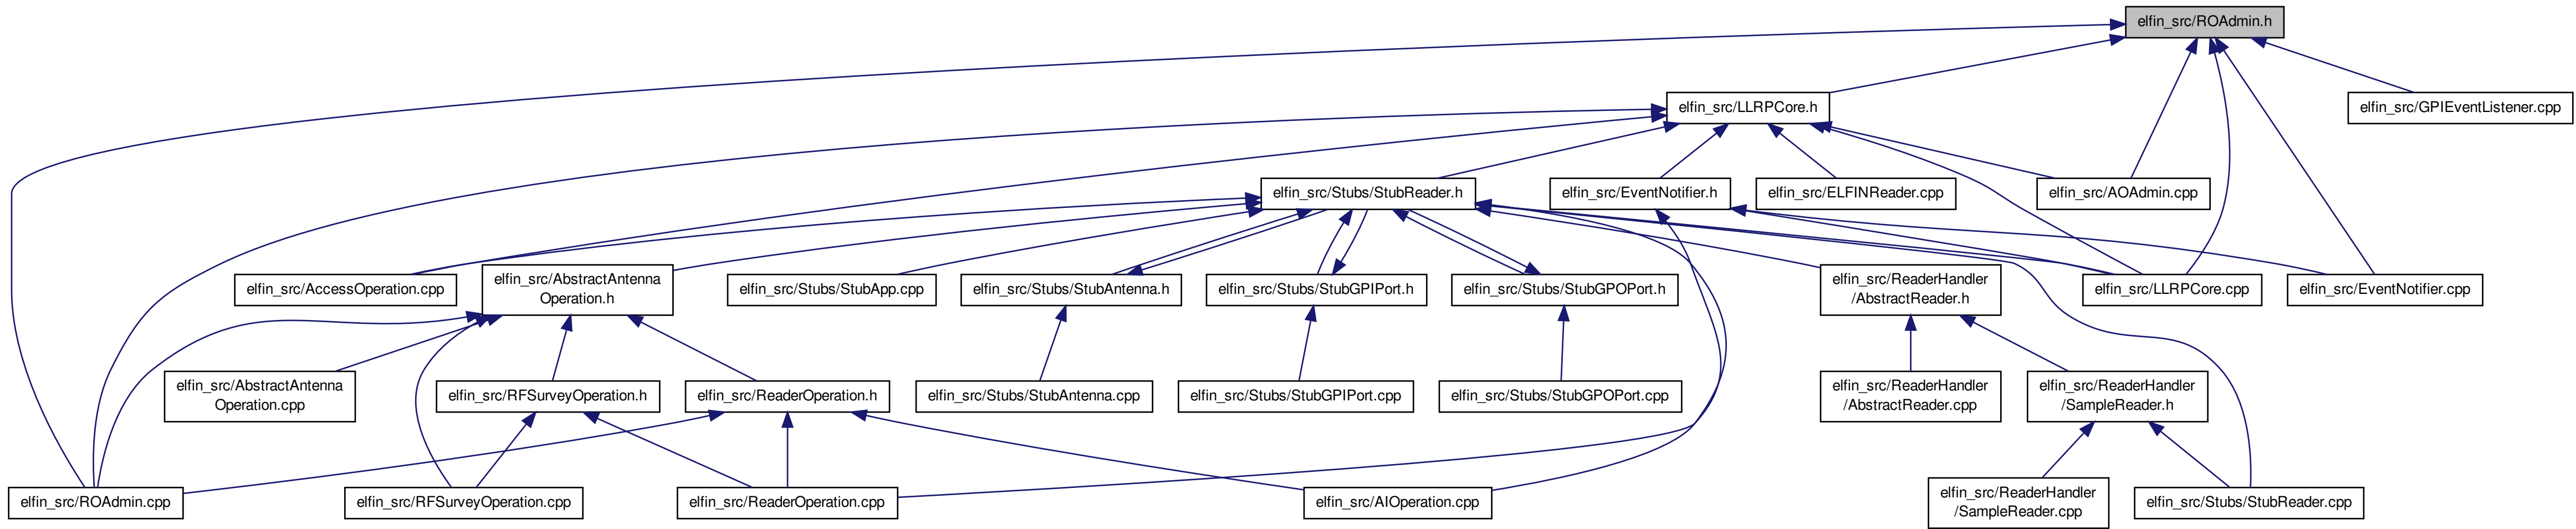 elfin_src/ROAdmin.h
elfin_src/LLRPCore.h
elfin_src/GPIEventListener.cpp
elfin_src/Stubs/StubReader.h
elfin_src/EventNotifier.h
elfin_src/ELFINReader.cpp
elfin_src/AOAdmin.cpp
elfin_src/AccessOperation.cpp
elfin_src/AbstractAntenna
Operation.h
elfin_src/Stubs/StubApp.cpp
elfin_src/Stubs/StubAntenna.h
elfin_src/Stubs/StubGPIPort.h
elfin_src/Stubs/StubGPOPort.h
elfin_src/ReaderHandler
/AbstractReader.h
elfin_src/LLRPCore.cpp
elfin_src/EventNotifier.cpp
elfin_src/AbstractAntenna
Operation.cpp
elfin_src/RFSurveyOperation.h
elfin_src/ReaderOperation.h
elfin_src/Stubs/StubAntenna.cpp
elfin_src/Stubs/StubGPIPort.cpp
elfin_src/Stubs/StubGPOPort.cpp
elfin_src/ReaderHandler
/AbstractReader.cpp
elfin_src/ReaderHandler
/SampleReader.h
elfin_src/ROAdmin.cpp
elfin_src/RFSurveyOperation.cpp
elfin_src/ReaderOperation.cpp
elfin_src/AIOperation.cpp
elfin_src/ReaderHandler
/SampleReader.cpp
elfin_src/Stubs/StubReader.cpp